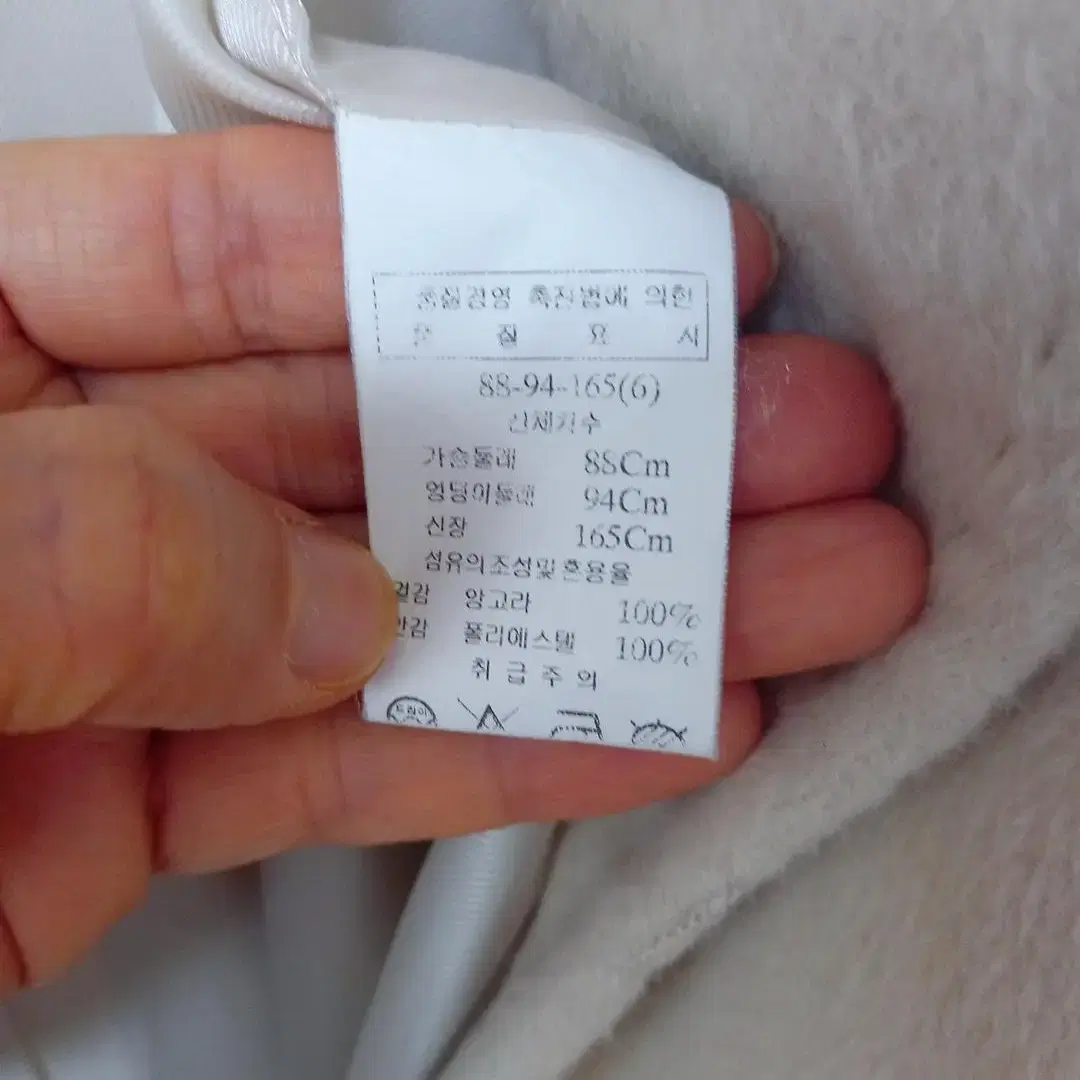 품질경영 촉진법에 의한
품 질 표 시
88-94-165(6)
신체치수
가슴둘레 88Cm
엉덩이둘레 94Cm
신장 165Cm
섬유의조성및혼용율
겉감 앙고라 100%
안감 폴리에스텔 100%
취급주의
드라이